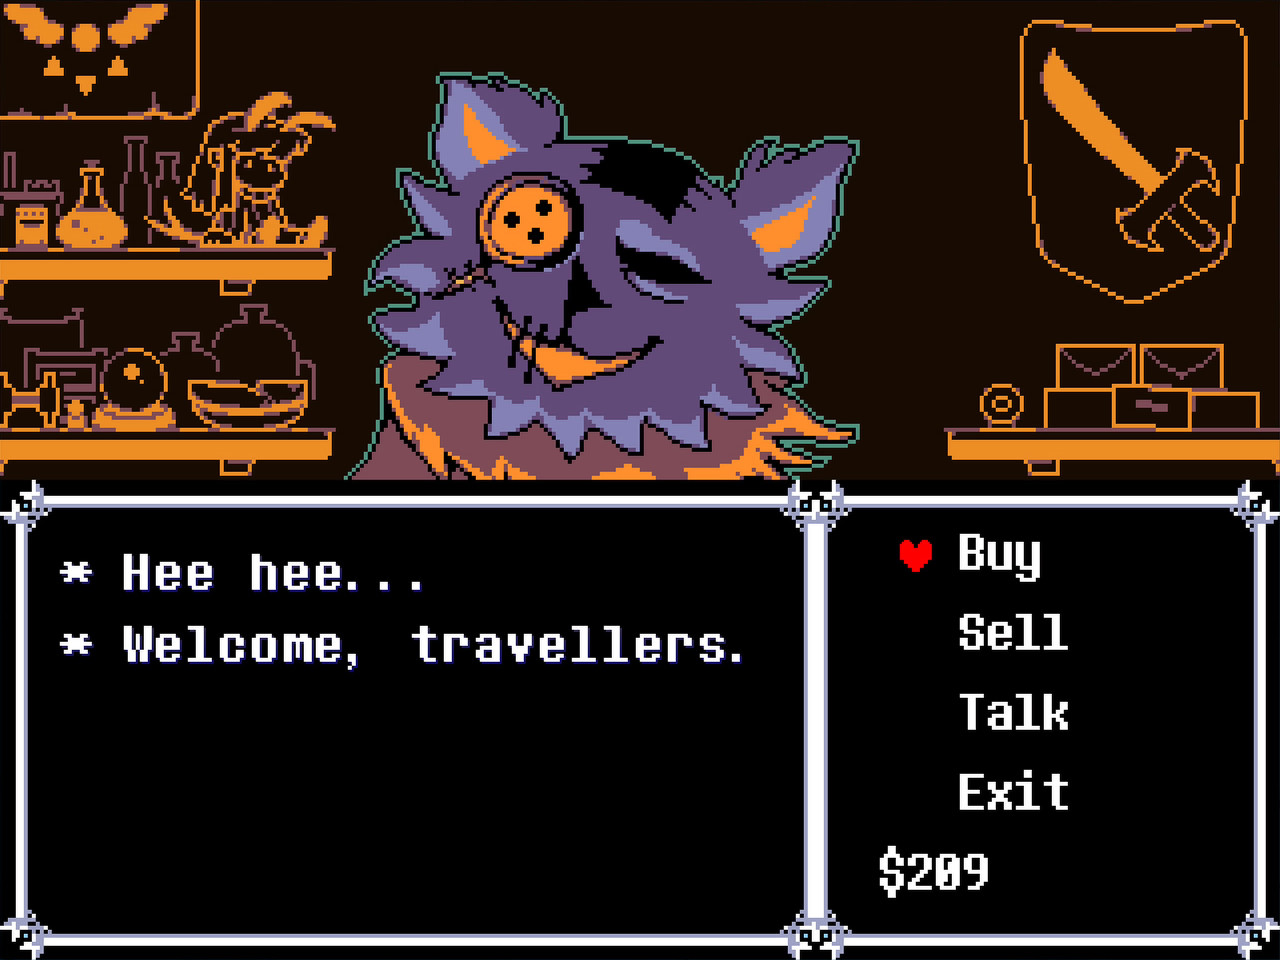 * Hee hee...
* Welcome, travellers.
Buy
Sell
Talk
Exit
$209